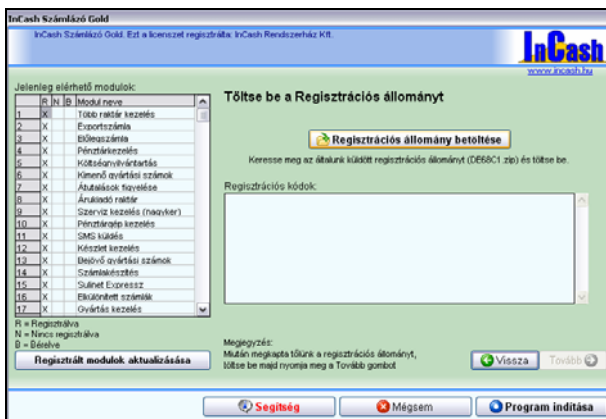 InCash Számlázó Gold
InCash Számlázó Gold. Ezt a licenszet regisztrálta: InCash Rendszerház Kft.
InCash
www.incash.hu
Jelenleg elérhető modulok:
R N B Modul neve
1 X Több raktár kezelés
2 X Exportszámla
3 X Előlegszámla
4 X Pénztárkezelés
5 X Költségnyilvántartás
6 X Kimenő gyártási számok
7 X Átutalások figyelése
8 X Árukiadó raktár
9 X Szerviz kezelés (nagyker)
10 X Pénztárgép kezelés
11 X SMS küldés
12 X Készlet kezelés
13 X Bejövő gyártási számok
14 X Számlakészítés
15 X Sulinet Expressz
16 X Elkülönített számlák
17 X Gyártás kezelés
R = Regisztrálva
N = Nincs regisztrálva
B = Bérelve
Regisztrált modulok aktualizásása
Töltse be a Regisztrációs állományt
Regisztrációs állomány betöltése
Keresse meg az általunk küldött regisztrációs állományt (DE68C1.zip) és töltse be.
Regisztrációs kódok:
Megjegyzés:
Miután megkapta tőlünk a regisztrációs állományt,
töltse be majd nyomja meg a Tovább gombot
Vissza
Tovább
Segítség
Mégsem
Program indítása